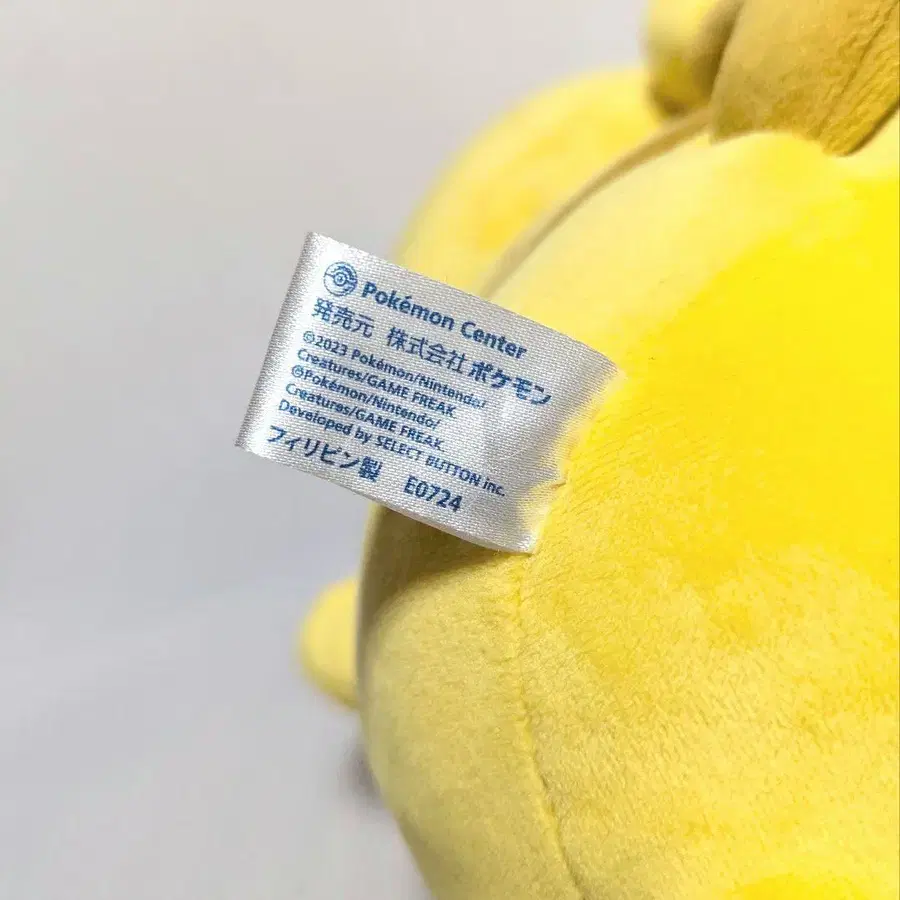 Pokémon Center
発売元 株式会社 ポケモン
©2023 Pokémon/Nintendo/
Creatures/GAME FREAK
©Pokémon/Nintendo/
Creatures/GAME FREAK
Developed by SELECT BUTTON inc.
フィリピン製 E0724